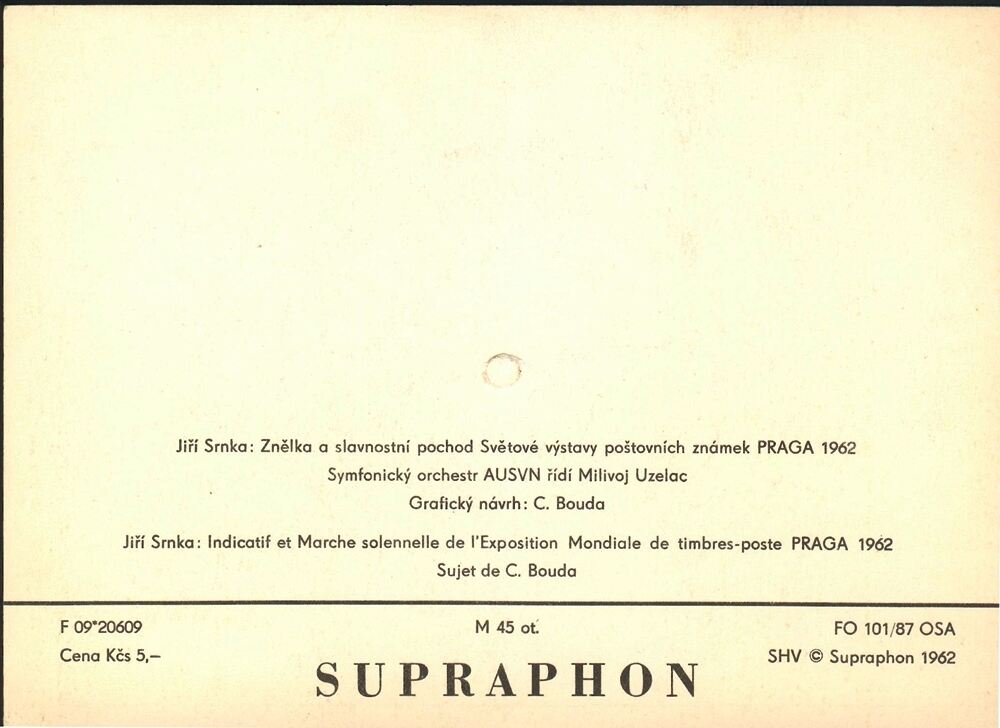 Jiří Srnka: Znělka a slavnostní pochod Světové výstavy poštovních známek PRAGA 1962
Symfonický orchestr AUSVN řídí Milivoj Uzelac
Grafický návrh: C. Bouda
Jiří Srnka: Indicatif et Marche solennelle de l'Exposition Mondiale de timbres-poste PRAGA 1962
Sujet de C. Bouda
F 09*20609
M 45 ot.
FO 101/87 OSA
Cena Kčs 5,–
SHV © Supraphon 1962
SUPRAPHON